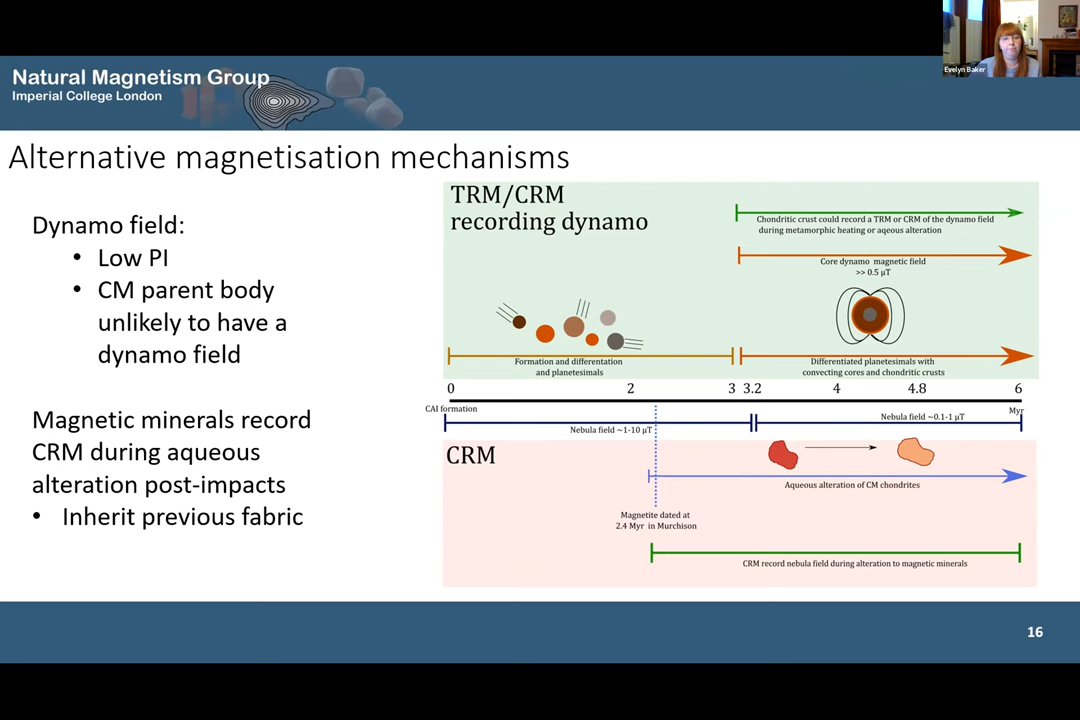 Evelyn Baker
Natural Magnetism Group
Imperial College London
Alternative magnetisation mechanisms
Dynamo field:
• Low PI
• CM parent body
unlikely to have a
dynamo field
Magnetic minerals record
CRM during aqueous
alteration post-impacts
• Inherit previous fabric
TRM/CRM
recording dynamo
Chondritic crust could record a TRM or CRM of the dynamo field
during metamorphic heating or aqeous alteration
Core dynamo magnetic field
>> 0.5 μT
Formation and differentation
and planetesimals
Differentiated planetesimals with
convecting cores and chondritic crusts
0 2 3 3.2 4 4.8 6
CAI formation
Myr
Nebula field ~1-10 μT
Nebula field ~0.1-1 μT
CRM
Aqueous alteration of CM chondrites
Magnetite dated at
2.4 Myr in Murchison
CRM record nebula field during alteration to magnetic minerals
16